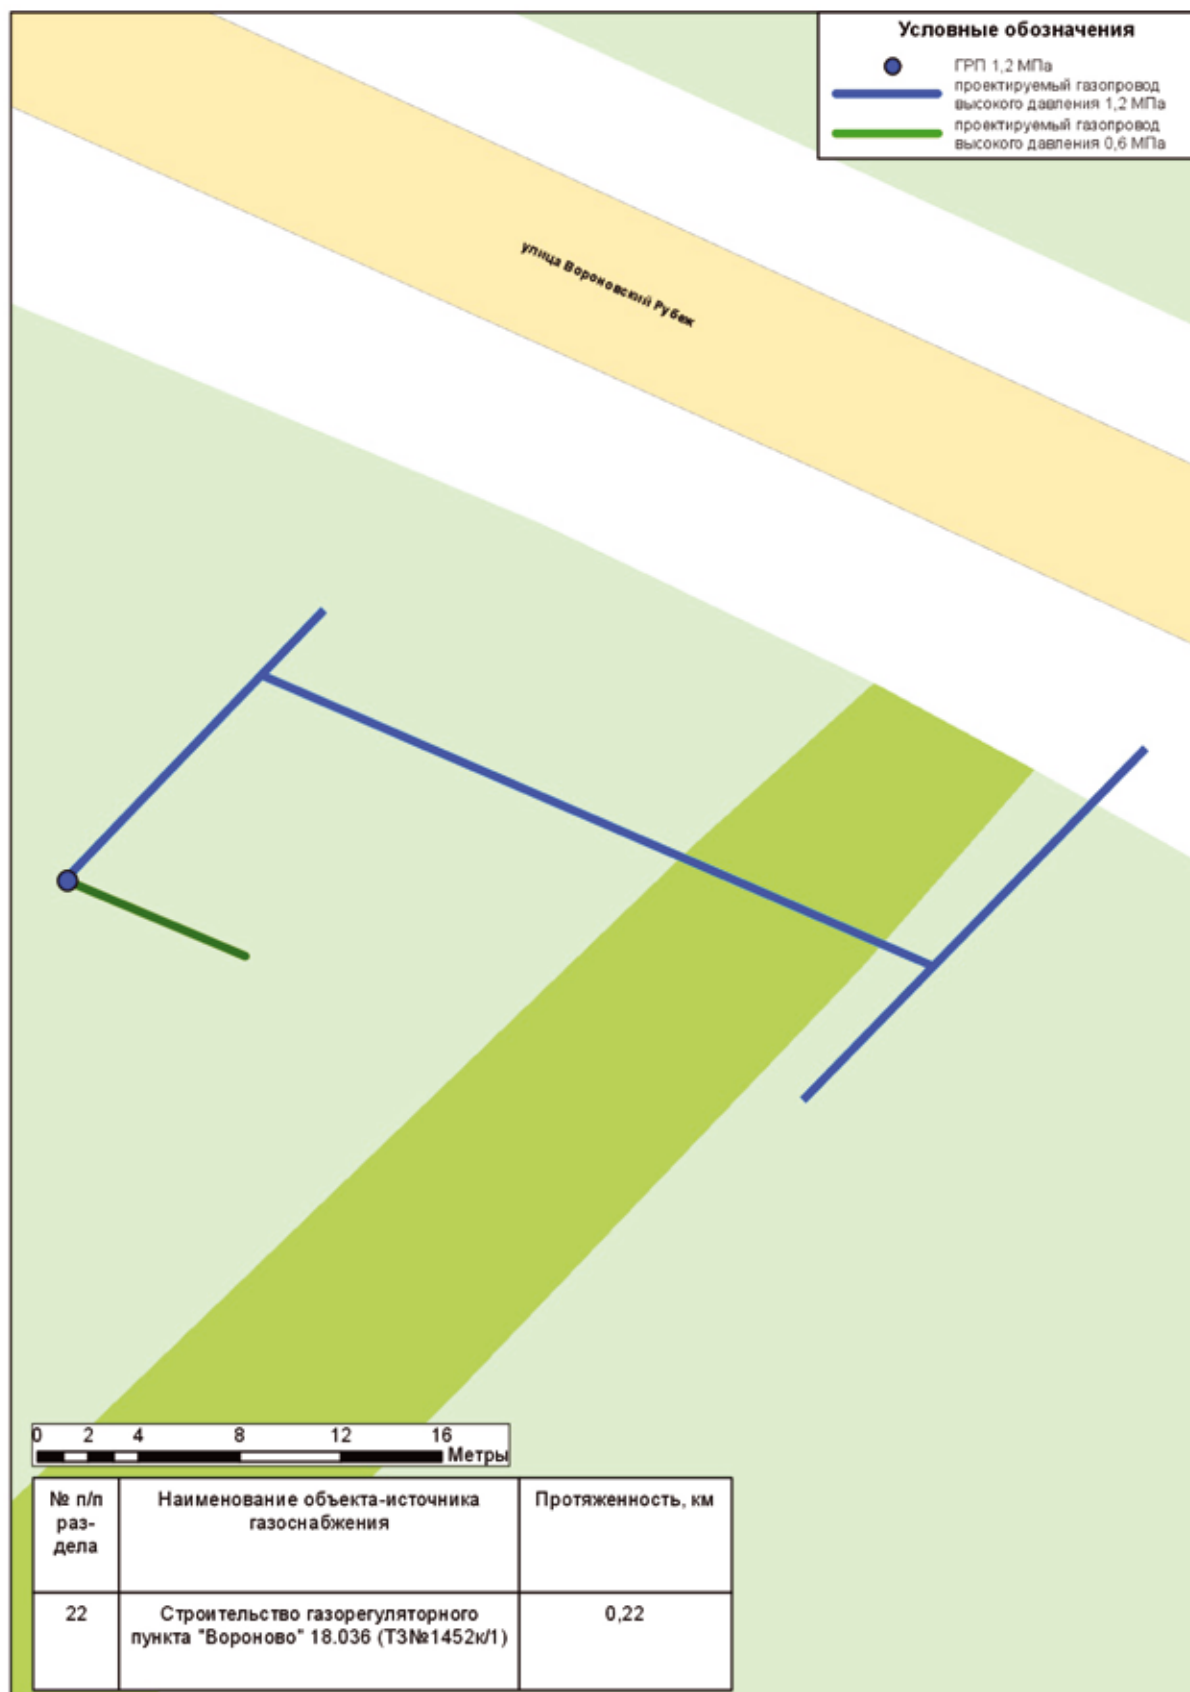 Условные обозначения
ГРП 1,2 МПа
проектируемый газопровод
высокого давления 1,2 МПа
проектируемый газопровод
высокого давления 0,6 МПа
улица Вороновский Рубеж
0 2 4 8 12 16
Метры
№ п/п
раз-
дела
Наименование объекта-источника
газоснабжения
Протяженность, км
22
Строительство газорегуляторного
пункта "Вороново" 18.036 (ТЗ№1452к/1)
0,22